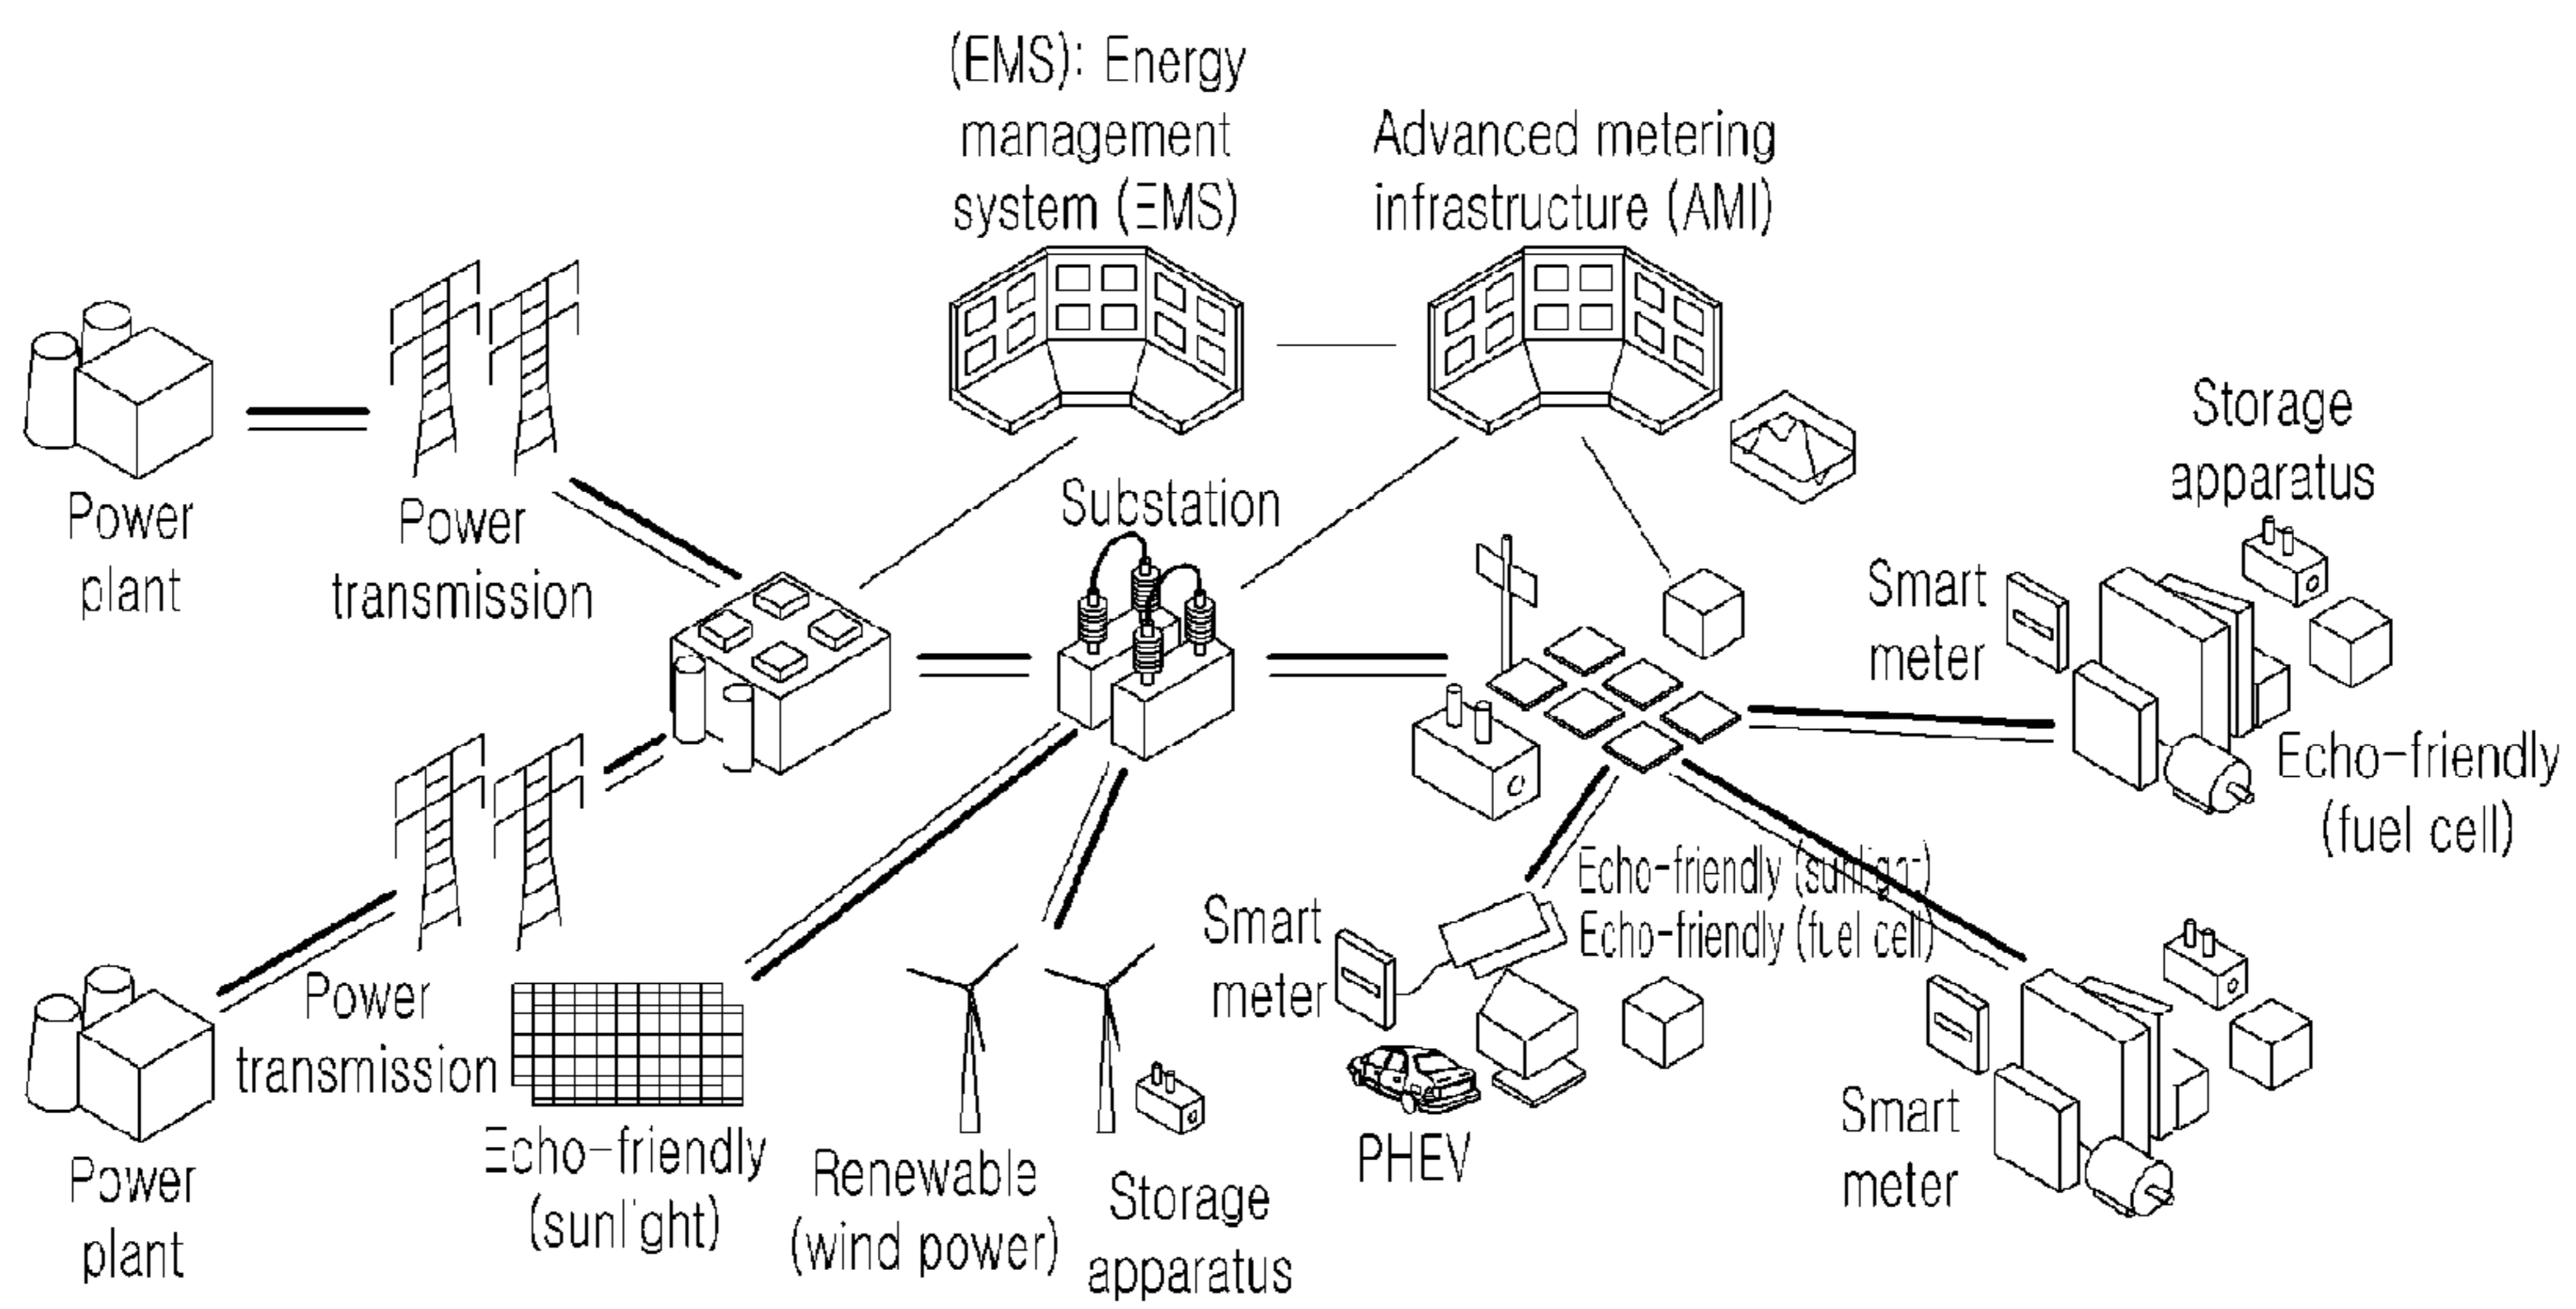 (EMS): Energy
management
system (EMS)
Advanced metering
infrastructure (AMI)
Power
plant
Power
transmission
Substation
Storage
apparatus
Smart
meter
Echo-friendly
(fuel cell)
Echo-friendly (sunlight)
Echo-friendly (fuel cell)
Smart
meter
Power
transmission
Power
plant
Echo-friendly
(sunlight)
Renewable
(wind power)
Storage
apparatus
PHEV
Smart
meter